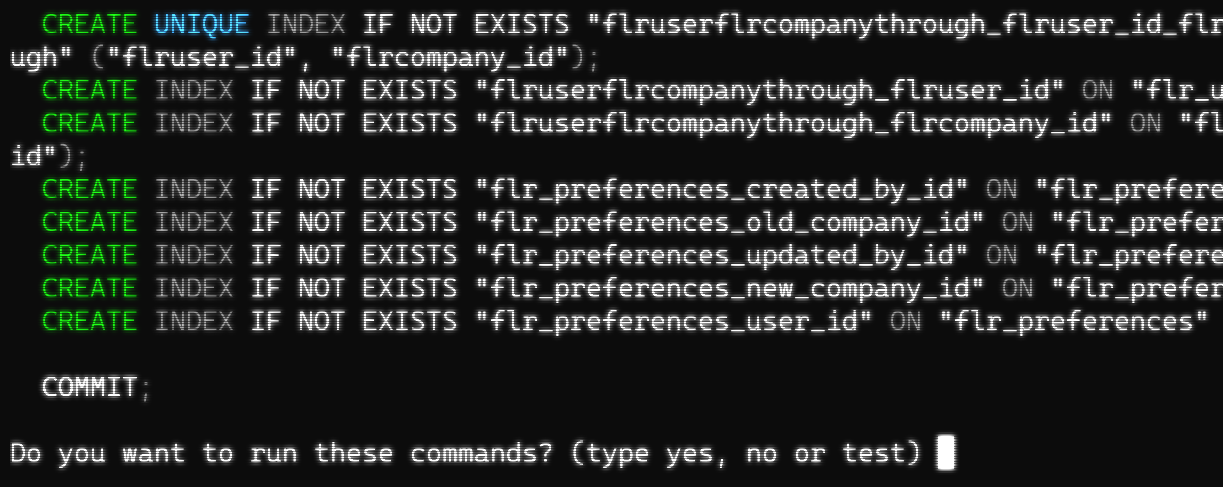 CREATE UNIQUE INDEX IF NOT EXISTS "flruserflrcompanythrough_flruser_id_flr
ugh" ("flruser_id", "flrcompany_id");
CREATE INDEX IF NOT EXISTS "flruserflrcompanythrough_flruser_id" ON "flr_u
CREATE INDEX IF NOT EXISTS "flruserflrcompanythrough_flrcompany_id" ON "fl
id");
CREATE INDEX IF NOT EXISTS "flr_preferences_created_by_id" ON "flr_prefere
CREATE INDEX IF NOT EXISTS "flr_preferences_old_company_id" ON "flr_prefer
CREATE INDEX IF NOT EXISTS "flr_preferences_updated_by_id" ON "flr_prefere
CREATE INDEX IF NOT EXISTS "flr_preferences_new_company_id" ON "flr_prefer
CREATE INDEX IF NOT EXISTS "flr_preferences_user_id" ON "flr_preferences"
COMMIT;
Do you want to run these commands? (type yes, no or test)